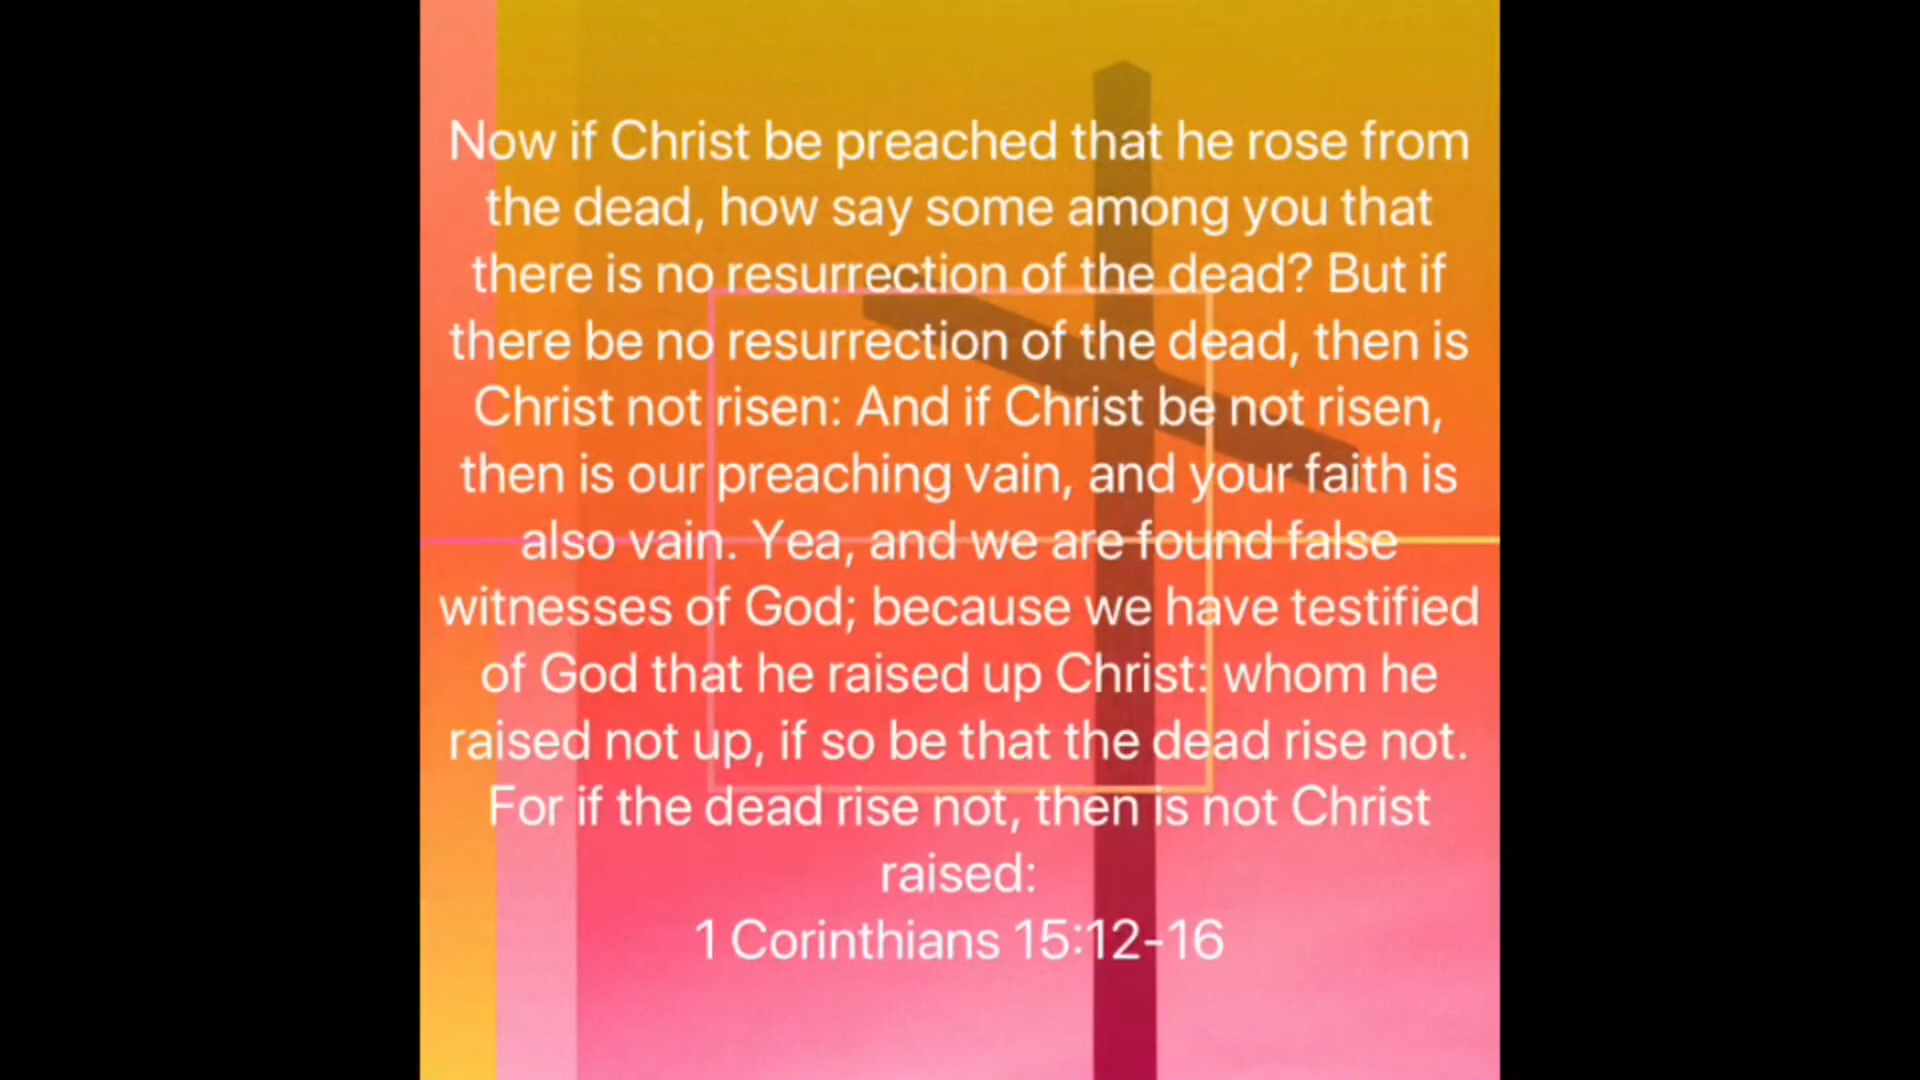 Now if Christ be preached that he rose from
the dead, how say some among you that
there is no resurrection of the dead? But if
there be no resurrection of the dead, then is
Christ not risen: And if Christ be not risen,
then is our preaching vain, and your faith is
also vain. Yea, and we are found false
witnesses of God; because we have testified
of God that he raised up Christ: whom he
raised not up, if so be that the dead rise not.
For if the dead rise not, then is not Christ
raised:
1 Corinthians 15:12-16